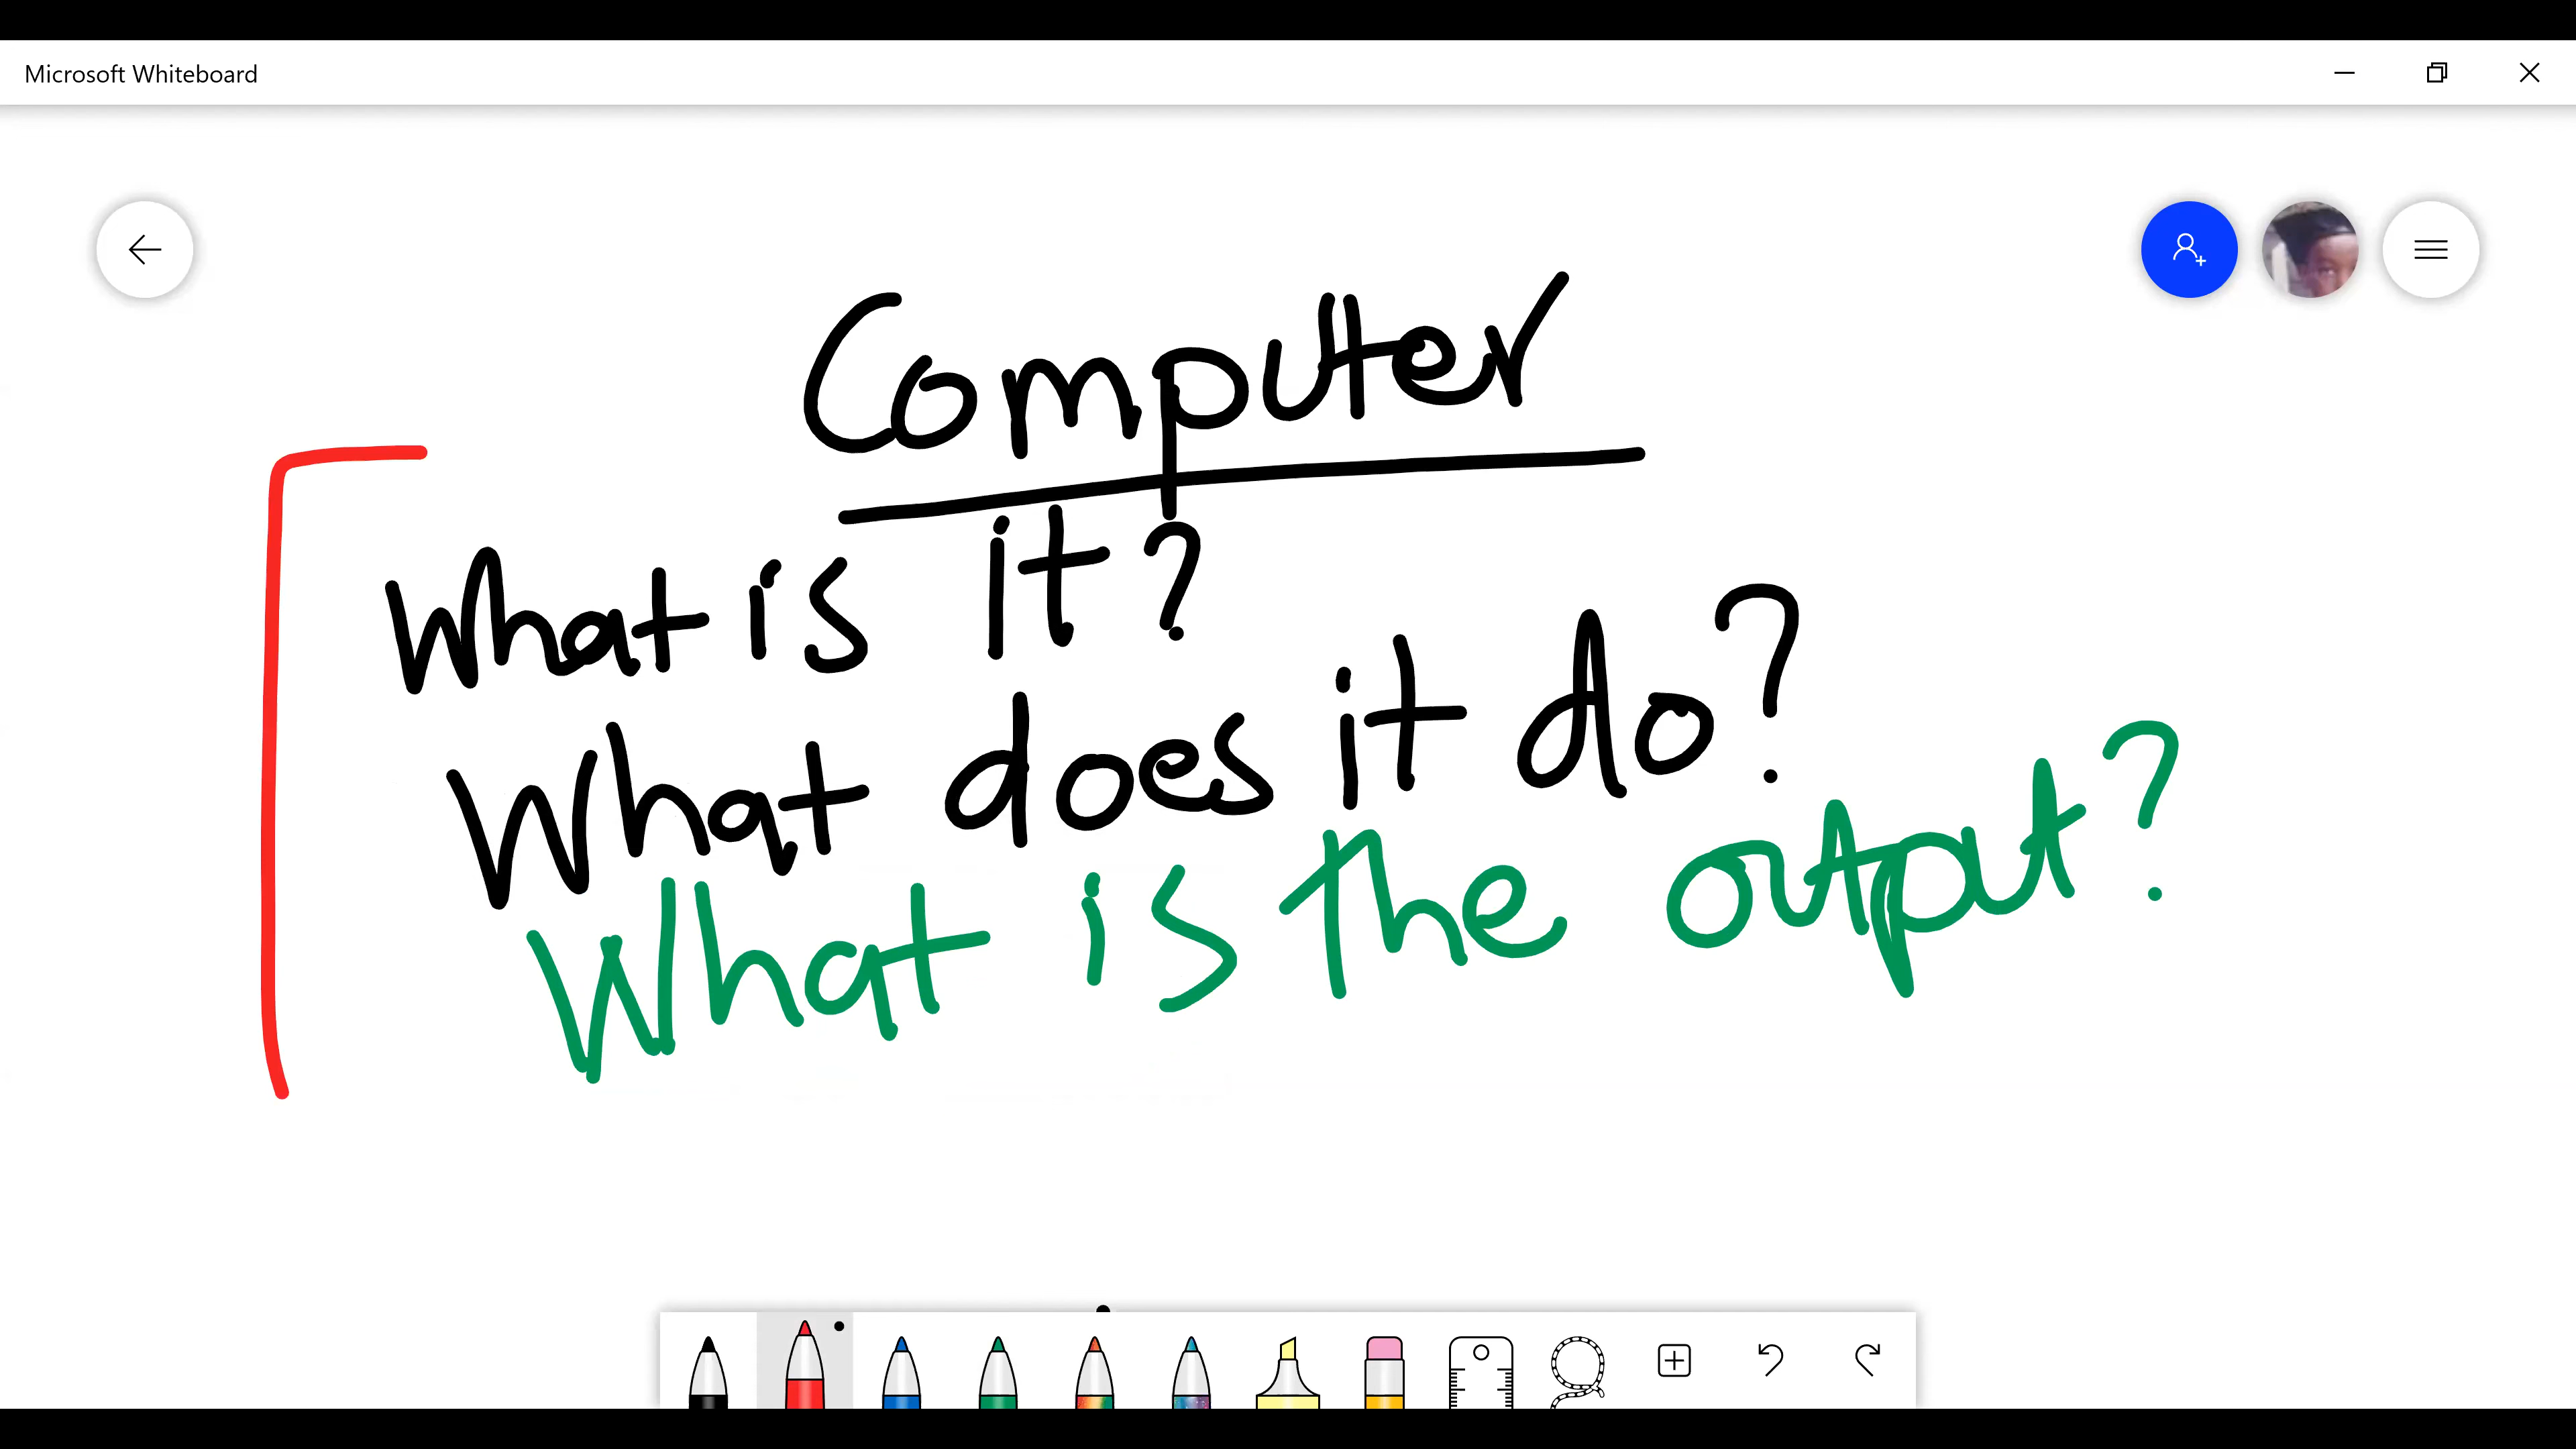 Microsoft Whiteboard
Computer
What is it?
What does it do?
What is the output?